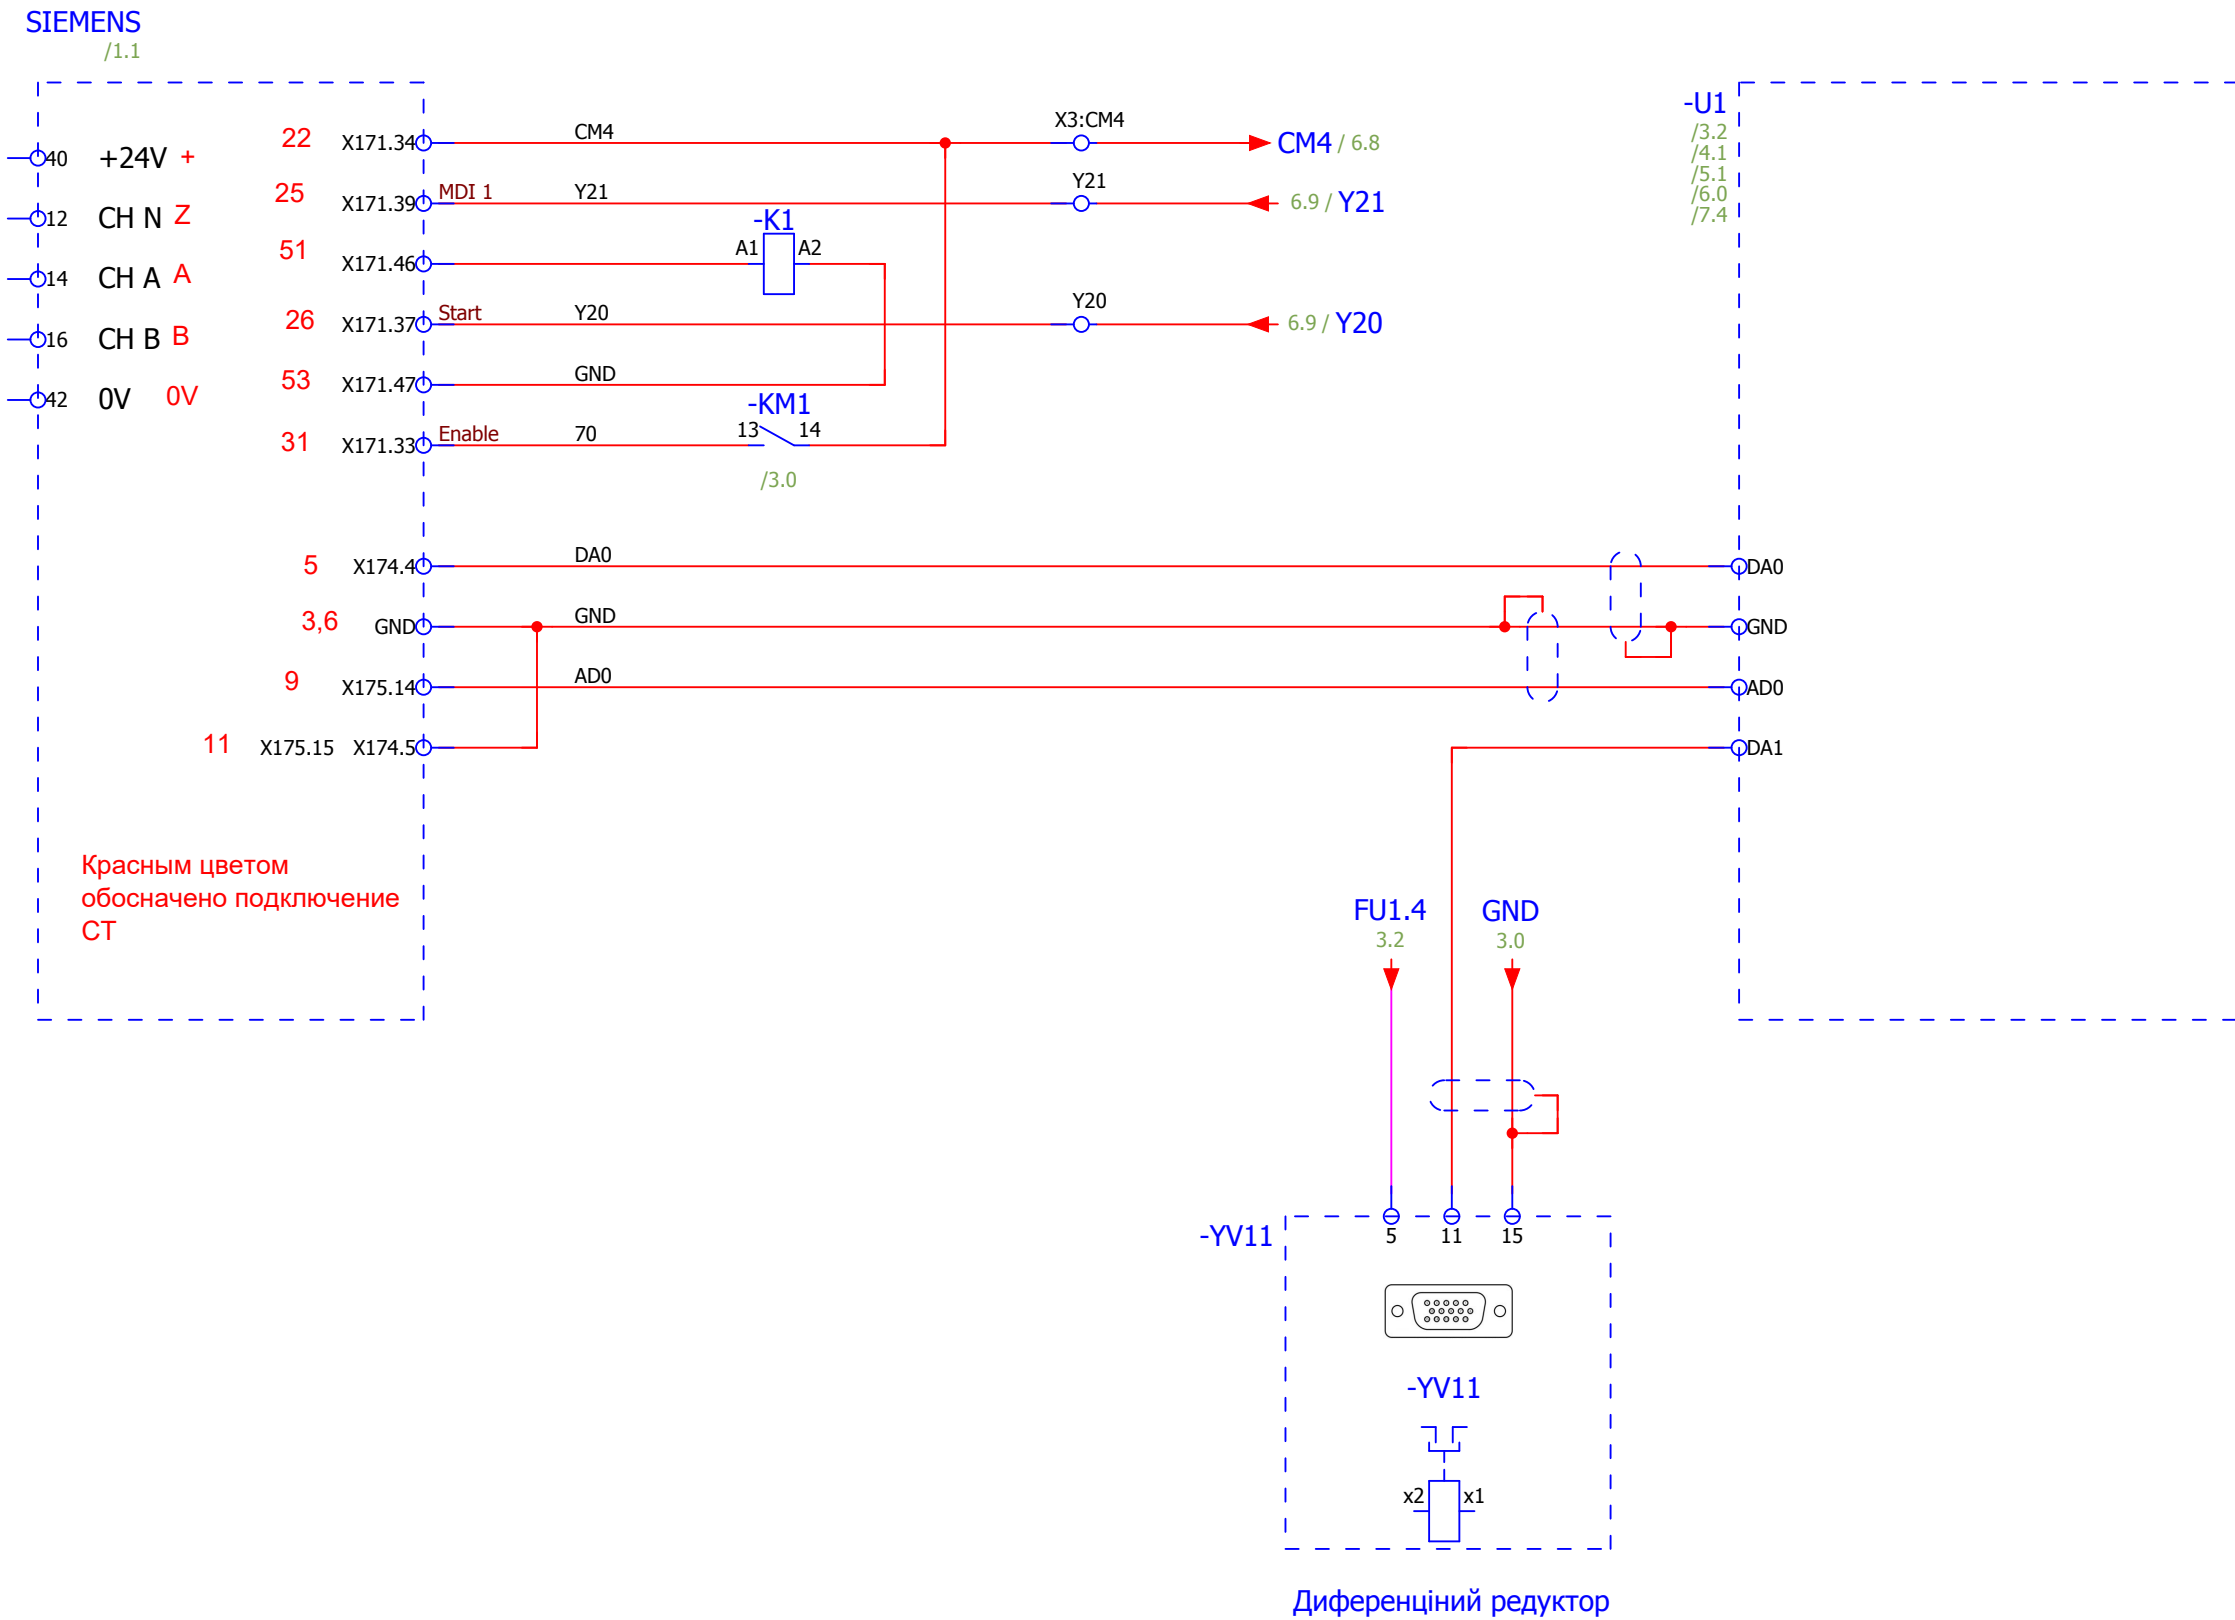 SIEMENS
/1.1
40 +24V +
12 CH N Z
14 CH A A
16 CH B B
42 0V 0V
22 X171.34 CM4 X3:CM4 CM4 / 6.8
25 X171.39 MDI 1 Y21 Y21 6.9 / Y21
-K1
51 X171.46 A1 A2
26 X171.37 Start Y20 Y20 6.9 / Y20
53 X171.47 GND
-KM1
31 X171.33 Enable 70 13 14
/3.0
5 X174.4 DA0
3,6 GND GND
9 X175.14 AD0
11 X175.15 X174.5
Красным цветом
обосначено подключение
СТ
-U1
/3.2
/4.1
/5.1
/6.0
/7.4
DA0
GND
AD0
DA1
FU1.4 GND
3.2 3.0
-YV11
5 11 15
-YV11
x2 x1
Диференціний редуктор